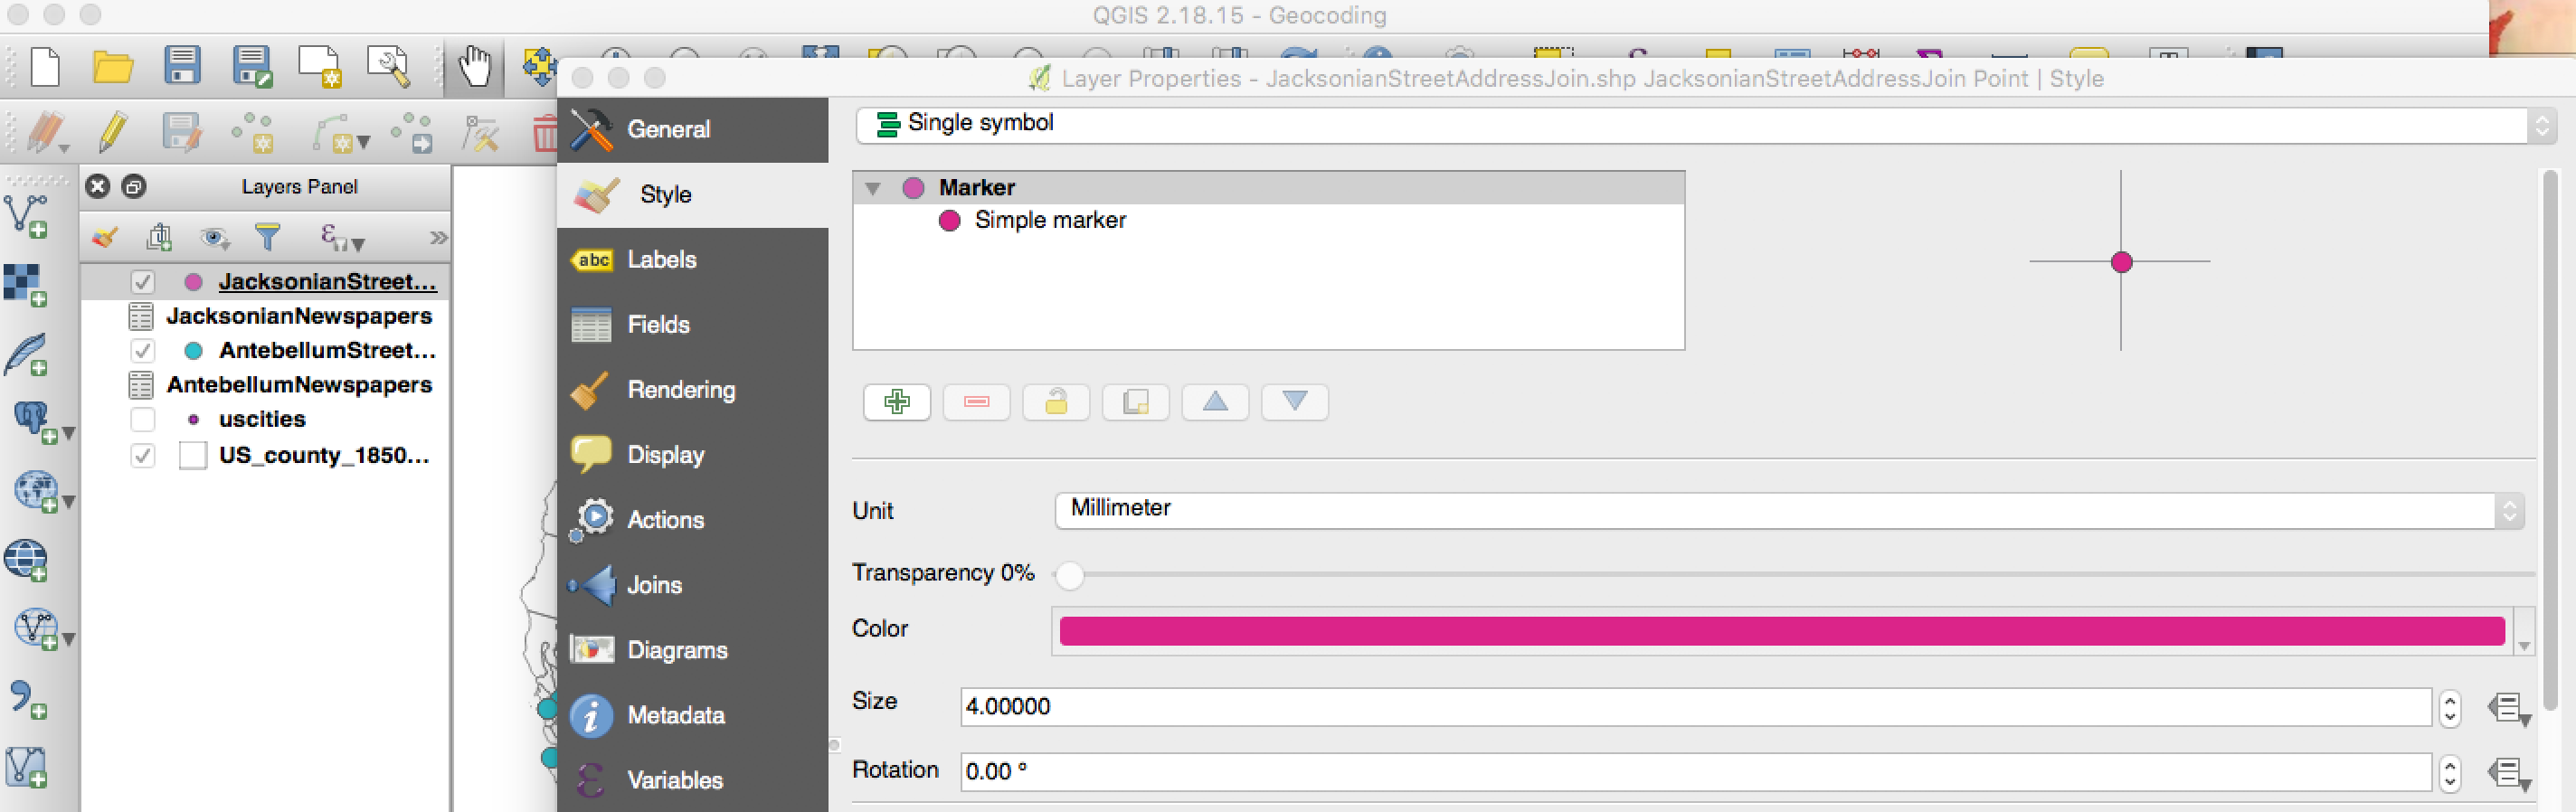 QGIS 2.18.15 - Geocoding
Layer Properties - JacksonianStreetAddressJoin.shp JacksonianStreetAddressJoin Point | Style
Layers Panel
JacksonianStreet...
JacksonianNewspapers
AntebellumStreet...
AntebellumNewspapers
uscities
US_county_1850...
General
Style
abc Labels
Fields
Rendering
Display
Actions
Joins
Diagrams
Metadata
Variables
Single symbol
Marker
Simple marker
Unit Millimeter
Transparency 0%
Color
Size 4.00000
Rotation 0.00 °